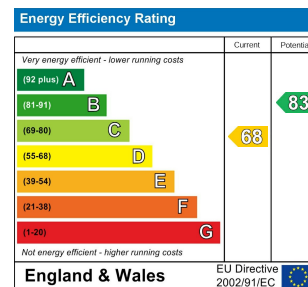 Energy Efficiency Rating
Current Potentia
Very energy efficient - lower running costs
(92 plus) A
(81-91) B
83
(69-80) C
68
(55-68) D
(39-54) E
(21-38) F
(1-20) G
Not energy efficient - higher running costs
England & Wales
EU Directive
2002/91/EC